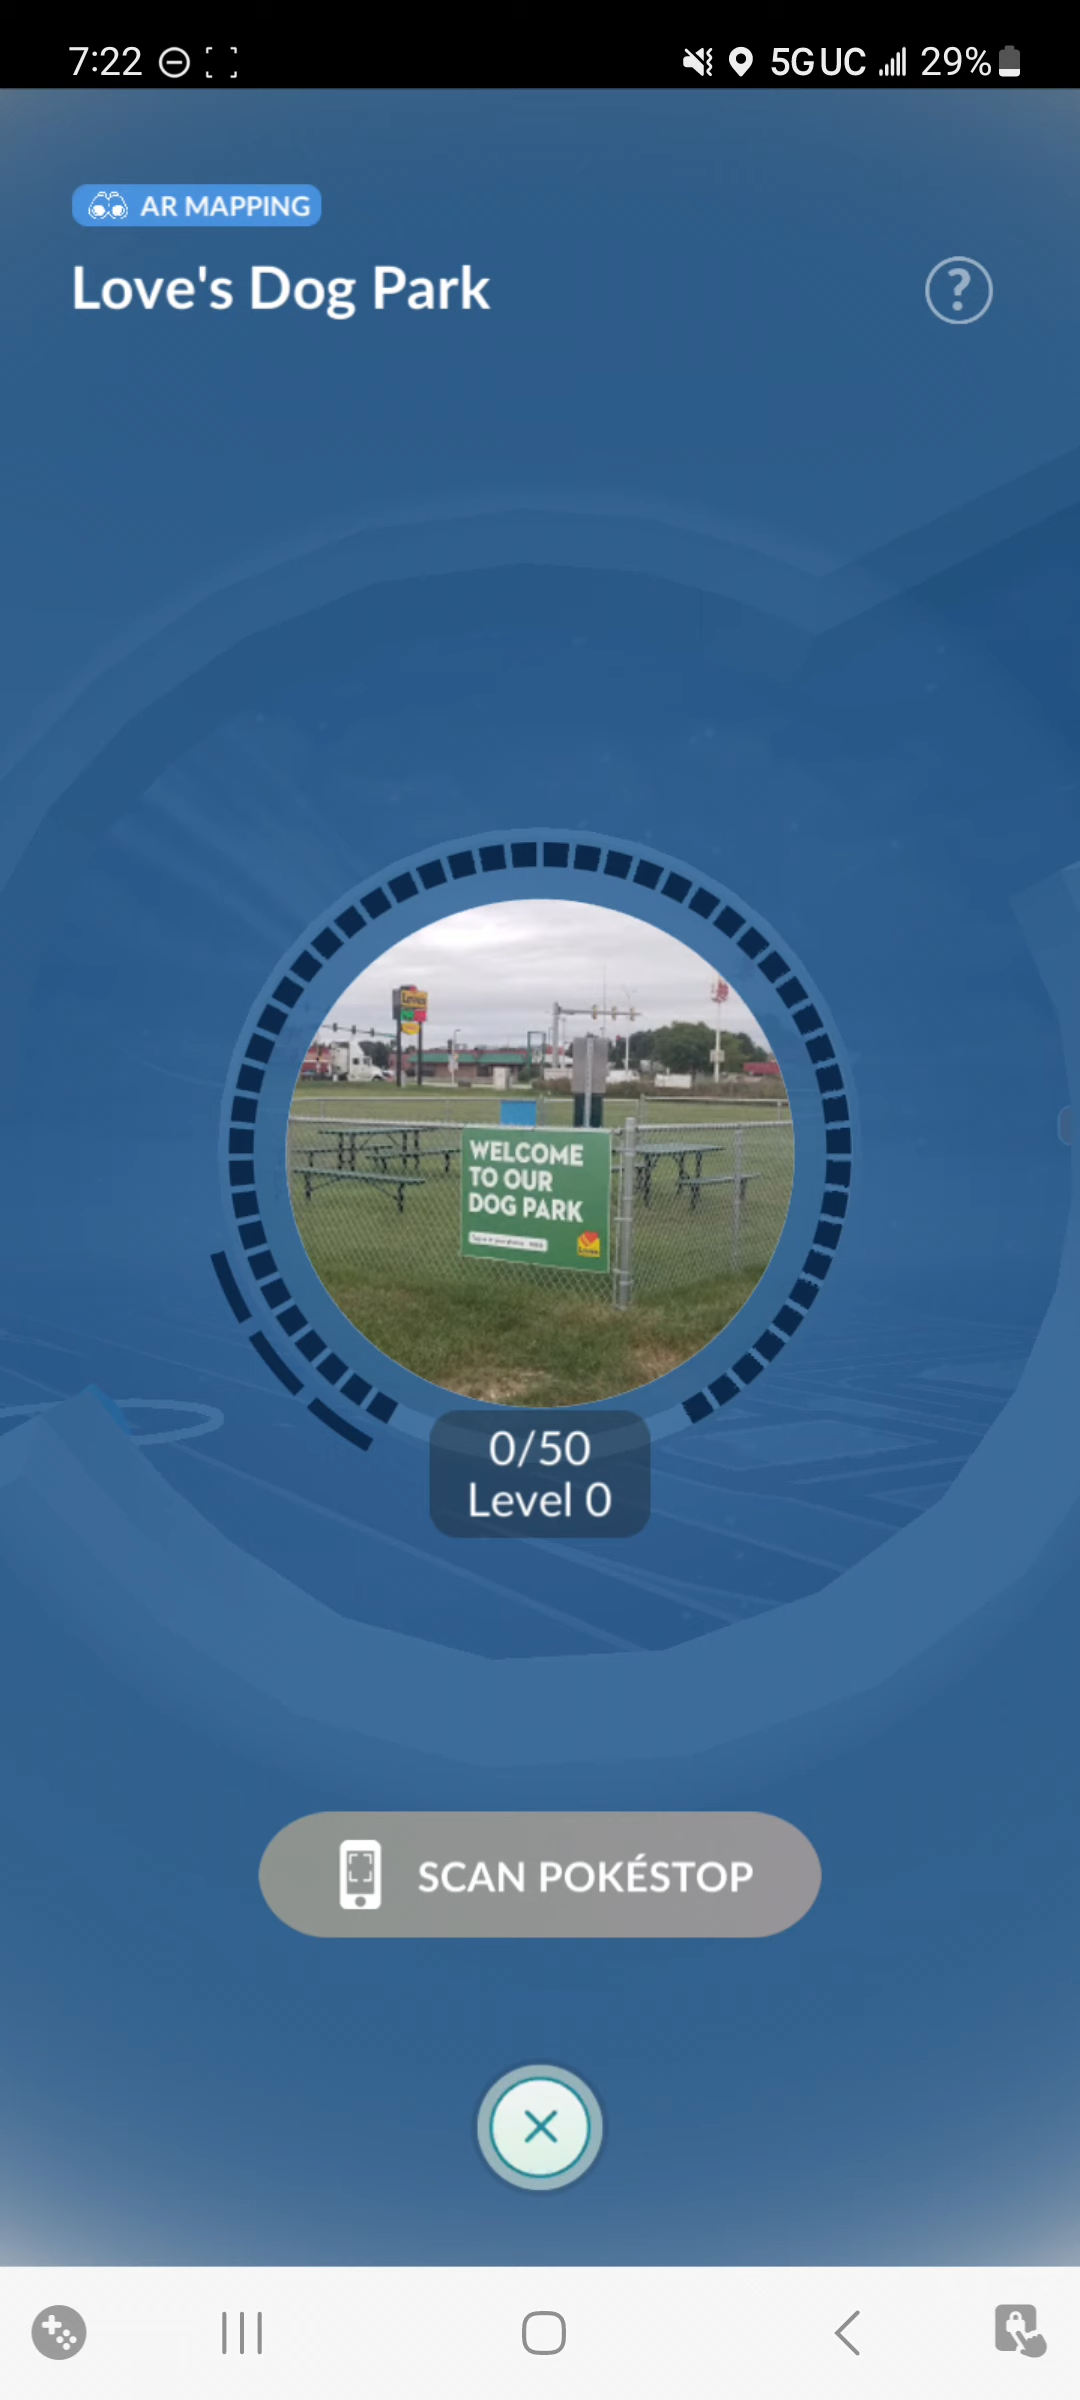 7:22
5G UC
29%
AR MAPPING
Love's Dog Park
?
Love's
WELCOME
TO OUR
DOG PARK
0/50
Level 0
SCAN POKÉSTOP